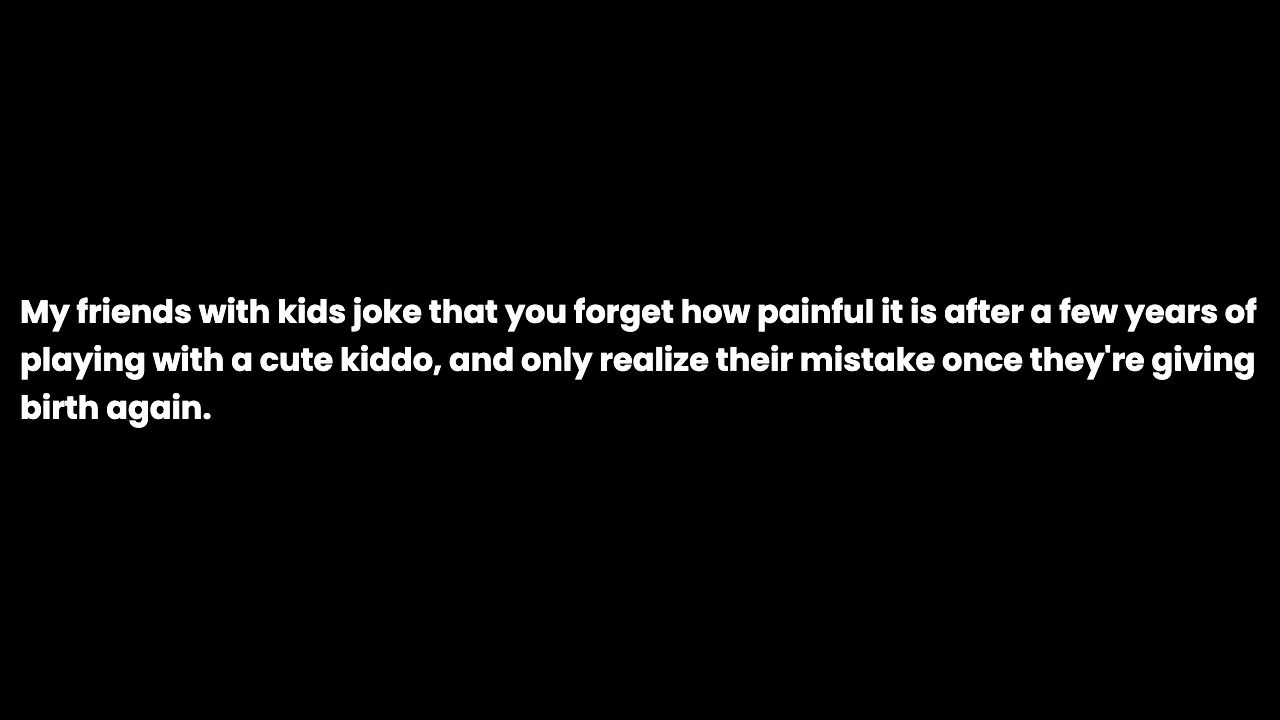 My friends with kids joke that you forget how painful it is after a few years of
playing with a cute kiddo, and only realize their mistake once they're giving
birth again.